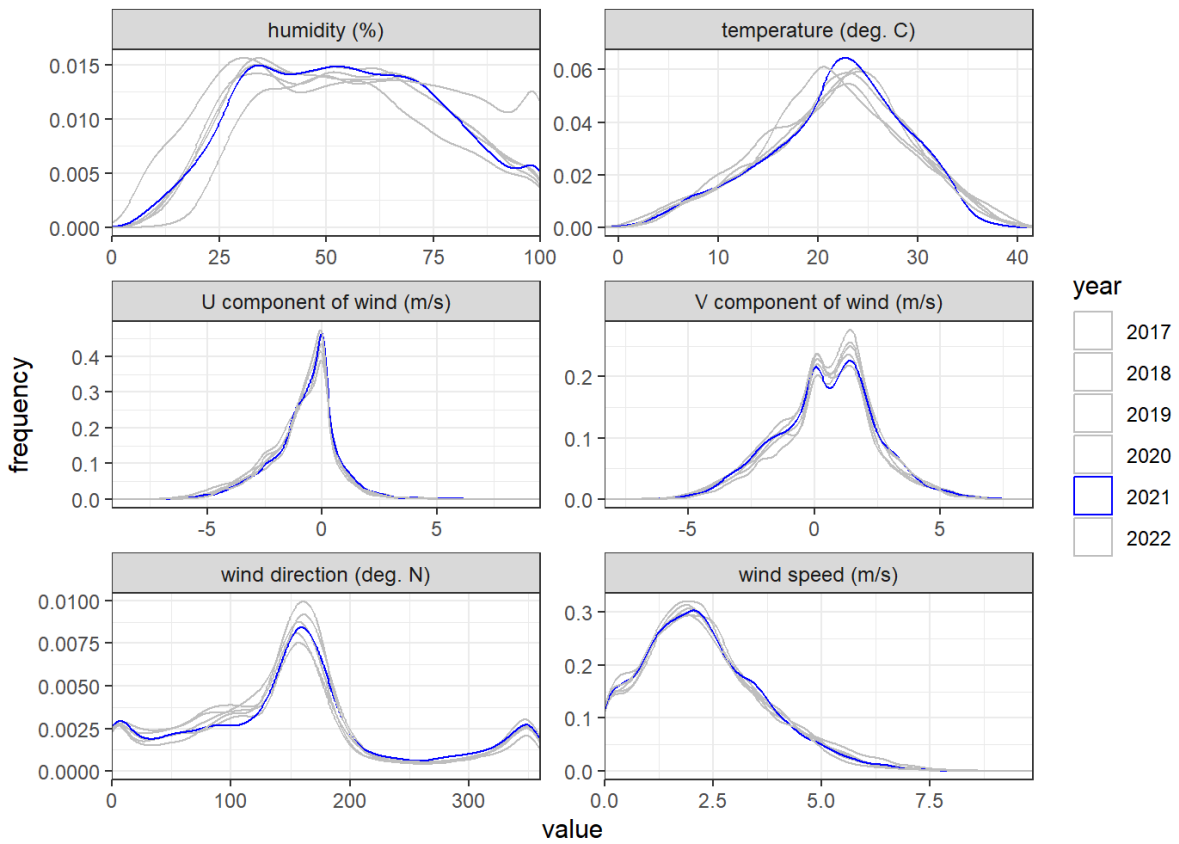 humidity (%)
temperature (deg. C)
0.015
0.010
0.005
0.000
0 25 50 75 100
0.06
0.04
0.02
0.00
0 10 20 30 40
U component of wind (m/s)
V component of wind (m/s)
0.4
0.3
0.2
0.1
0.0
-5 0 5
0.2
0.1
0.0
-5 0 5
wind direction (deg. N)
wind speed (m/s)
0.0100
0.0075
0.0050
0.0025
0.0000
0 100 200 300
0.3
0.2
0.1
0.0
0.0 2.5 5.0 7.5
frequency
value
year
2017
2018
2019
2020
2021
2022